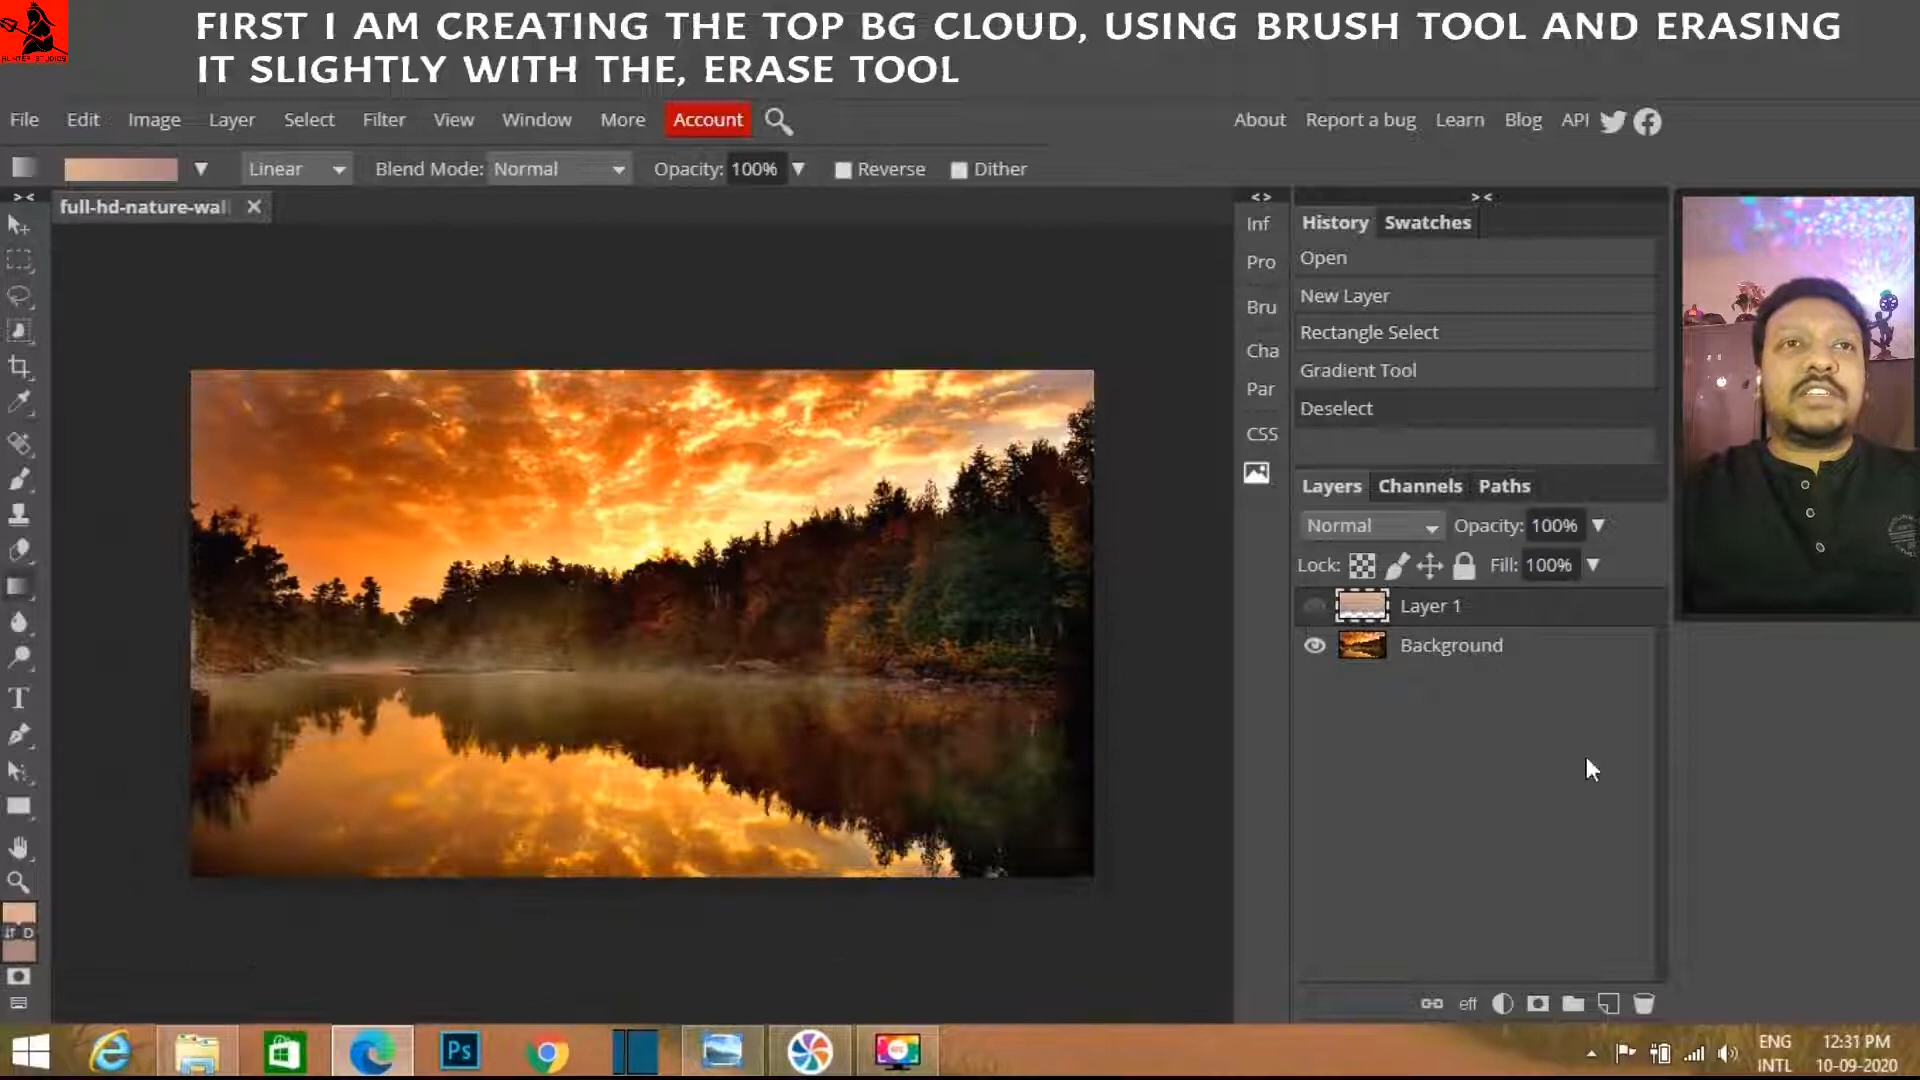 FIRST I AM CREATING THE TOP BG CLOUD, USING BRUSH TOOL AND ERASING
IT SLIGHTLY WITH THE, ERASE TOOL
File Edit Image Layer Select Filter View Window More Account About Report a bug Learn Blog API
Linear Blend Mode: Normal Opacity: 100% Reverse Dither
full-hd-nature-wal
Inf
Pro
Bru
Cha
Par
CSS
History Swatches
Open
New Layer
Rectangle Select
Gradient Tool
Deselect
Layers Channels Paths
Normal Opacity: 100%
Lock: Fill: 100%
Layer 1
Background
eff
D
Ps
ENG
INTL
12:31 PM
10-09-2020